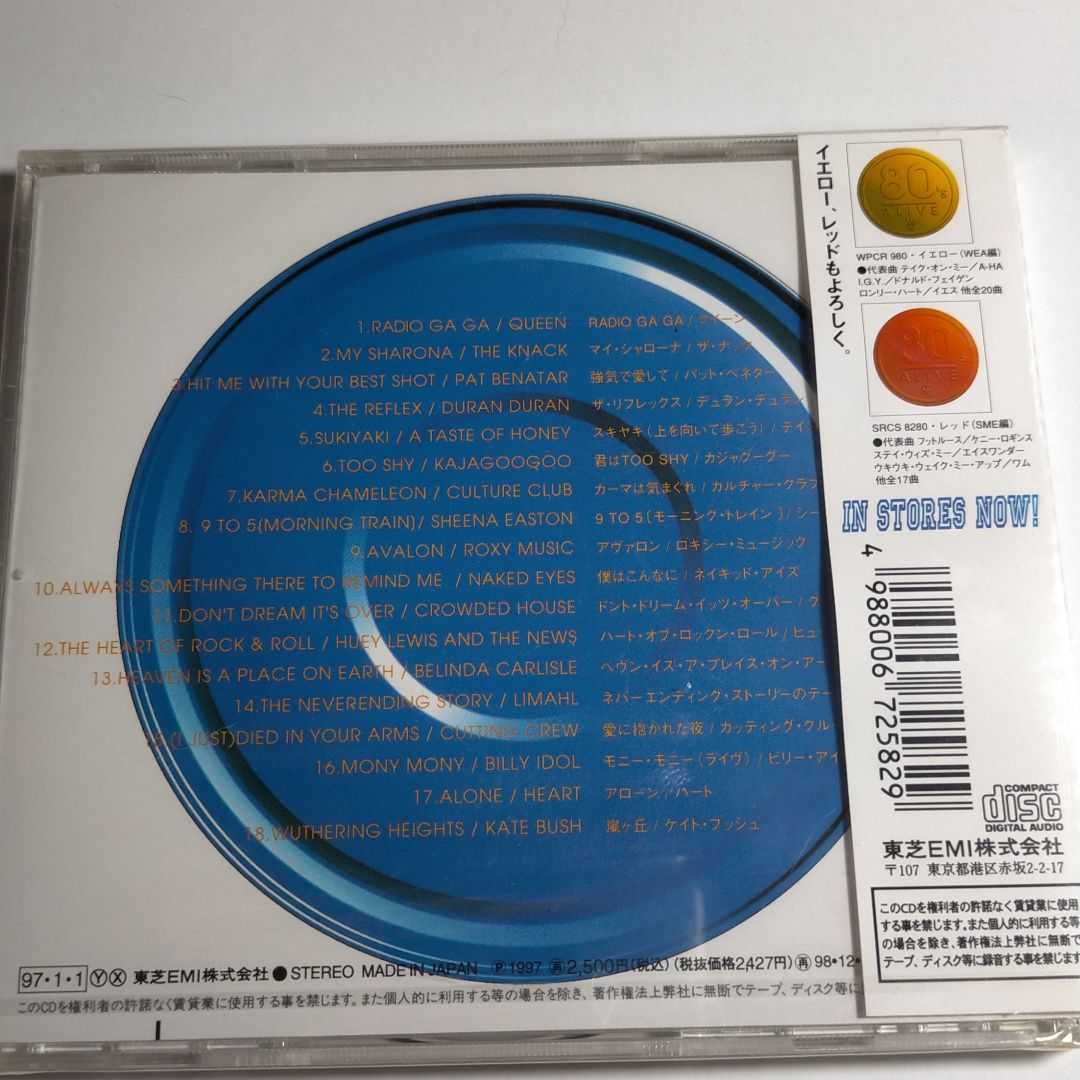 1.RADIO GA GA / QUEEN RADIO GA GA / クイーン
2.MY SHARONA / THE KNACK マイ・シャローナ / ザ・ナック
3.HIT ME WITH YOUR BEST SHOT / PAT BENATAR 強気で愛して / パット・ベネター
4.THE REFLEX / DURAN DURAN ザ・リフレックス / デュラン・デュラン
5.SUKIYAKI / A TASTE OF HONEY スキヤキ(上を向いて歩こう) / テイ
6.TOO SHY / KAJAGOOGOO 君はTOO SHY / カジャグーグー
7.KARMA CHAMELEON / CULTURE CLUB カーマは気まぐれ / カルチャー・クラブ
8. 9 TO 5(MORNING TRAIN) / SHEENA EASTON 9 TO 5(モーニング・トレイン) / シー
9.AVALON / ROXY MUSIC アヴァロン / ロキシー・ミュージック
10.ALWAYS SOMETHING THERE TO REMIND ME / NAKED EYES 僕はこんなに / ネイキッド・アイズ
11.DON'T DREAM IT'S OVER / CROWDED HOUSE ドント・ドリーム・イッツ・オーバー / ク
12.THE HEART OF ROCK & ROLL / HUEY LEWIS AND THE NEWS ハート・オブ・ロックン・ロール / ヒュ
13.HEAVEN IS A PLACE ON EARTH / BELINDA CARLISLE ヘヴン・イズ・ア・プレイス・オン・アー
14.THE NEVERENDING STORY / LIMAHL ネバーエンディング・ストーリーのテー
15.(I JUST)DIED IN YOUR ARMS / CUTTING CREW 愛に抱かれた夜 / カッティング・クルー
16.MONY MONY / BILLY IDOL モニー・モニー(ライヴ) / ビリー・アイ
17.ALONE / HEART アローン / ハート
18.WUTHERING HEIGHTS / KATE BUSH 嵐ヶ丘 / ケイト・ブッシュ
97・1・1 Ⓨ Ⓧ 東芝EMI株式会社 ● STEREO MADE IN JAPAN Ⓟ 1997 ㊢ 2,500円(税込)(税抜価格2,427円) ㊢ 98・12・
このCDを権利者の許諾なく賃貸業に使用する事を禁じます。また個人的に利用する等の場合を除き、著作権法上弊社に無断でテープ、ディスク等に
イエロー、レッドもよろしく。
80's
ALIVE
WPCR 980・イエロー(WEA編)
●代表曲 テイク・オン・ミー/A-HA
I.G.Y./ドナルド・フェイゲン
ロンリー・ハート/イエス 他全20曲
80's
ALIVE
SRCS 8280・レッド(SME編)
●代表曲 フットルース/ケニー・ロギンス
ステイ・ウィズ・ミー/エイスワンダー
ウキウキ・ウェイク・ミー・アップ/ワム
他全17曲
IN STORES NOW!
4 988006 725829
COMPACT
disc
DIGITAL AUDIO
東芝EMI株式会社
〒107 東京都港区赤坂2-2-17
このCDを権利者の許諾なく賃貸業に使用
する事を禁じます。また個人的に利用する等
の場合を除き、著作権法上弊社に無断で
テープ、ディスク等に録音する事を禁じます